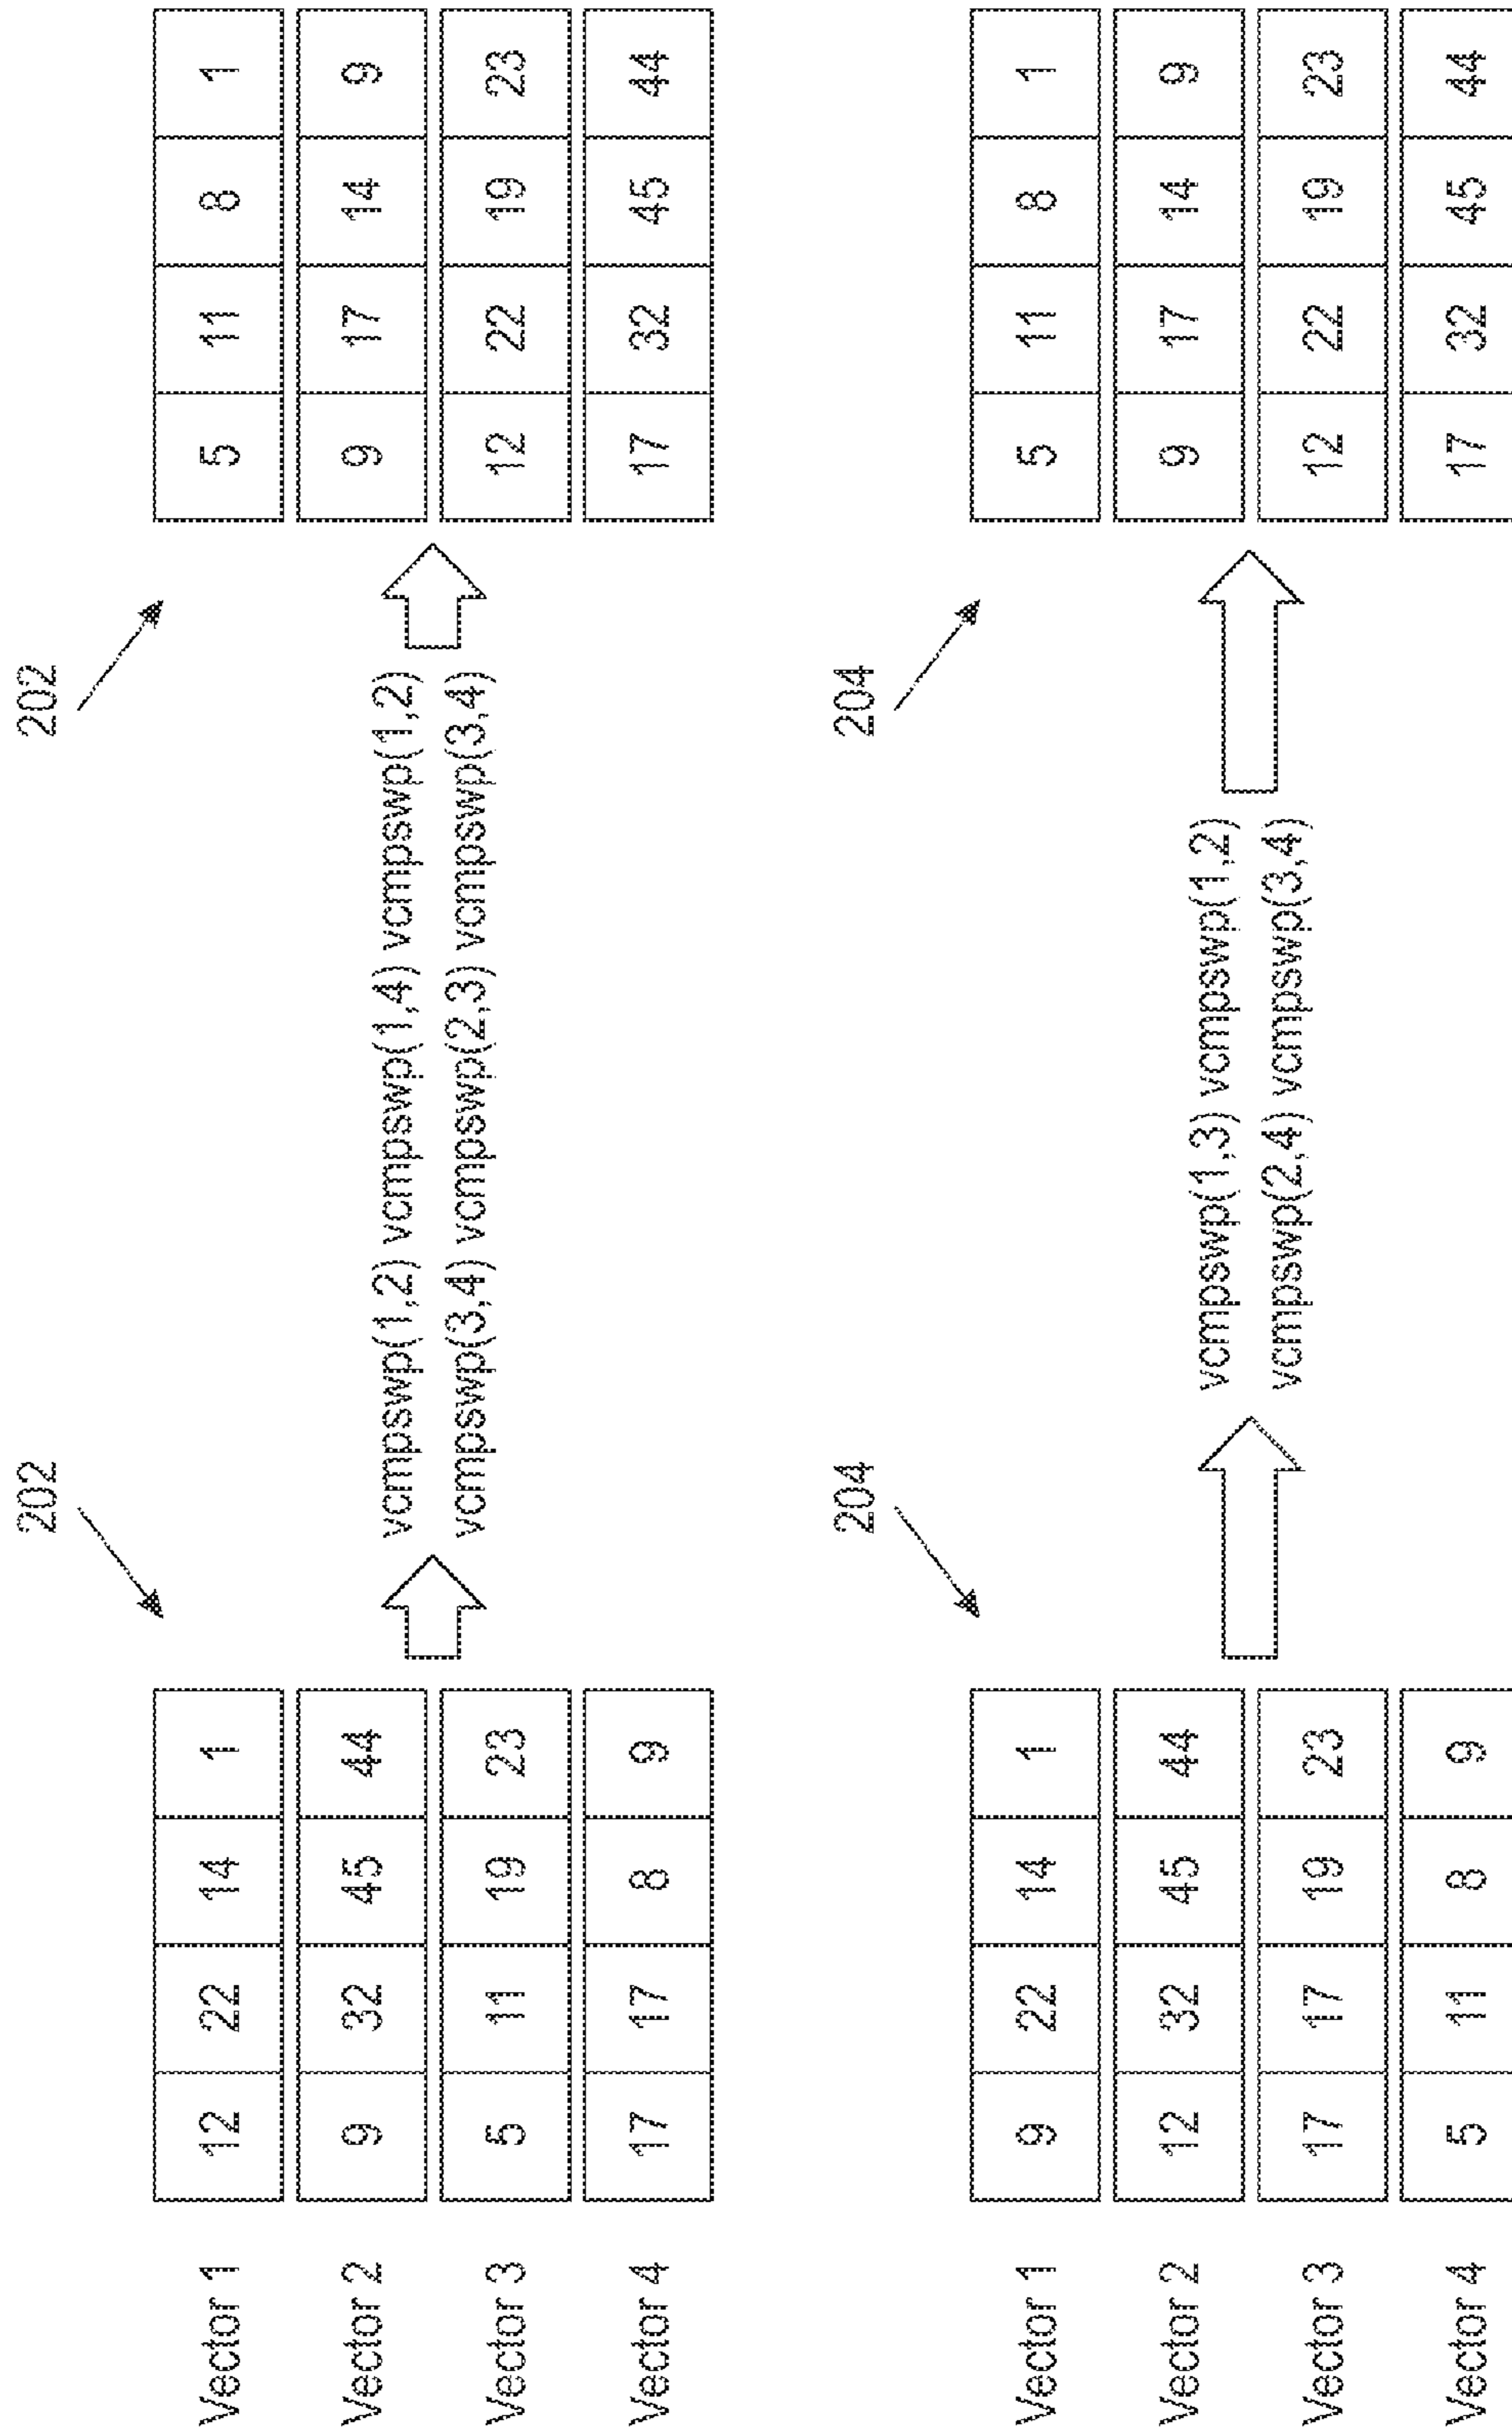 202 202
Vector 1 12 22 14 1 5 11 8 1
Vector 2 9 32 45 44 vcmpswp(1,2) vcmpswp(1,4) vcmpswp(1,2) 9 17 14 9
Vector 3 5 11 19 23 vcmpswp(3,4) vcmpswp(2,3) vcmpswp(3,4) 12 22 19 23
Vector 4 17 17 8 9 17 32 45 44
204 204
Vector 1 9 22 14 1 5 11 8 1
Vector 2 12 32 45 44 vcmpswp(1,3) vcmpswp(1,2) 9 17 14 9
Vector 3 17 17 19 23 vcmpswp(2,4) vcmpswp(3,4) 12 22 19 23
Vector 4 5 11 8 9 17 32 45 44